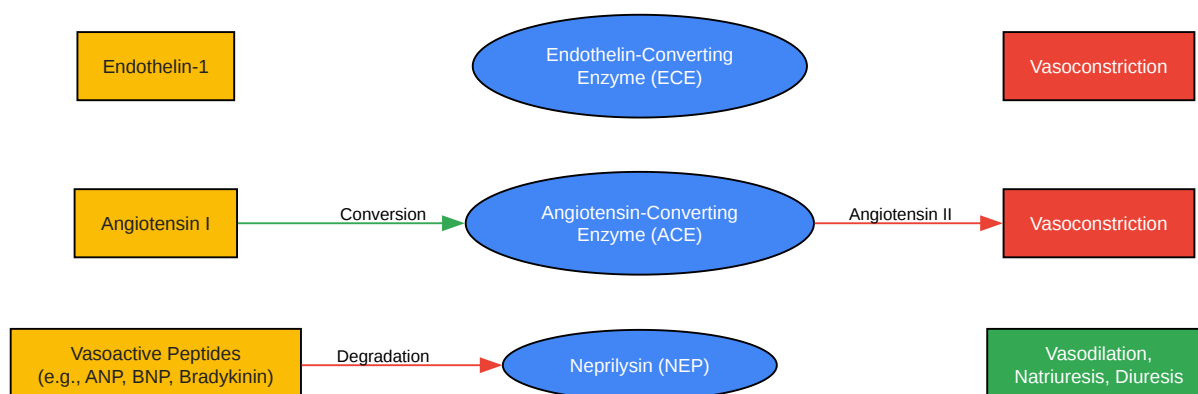 Endothelin-1
Endothelin-Converting
Enzyme (ECE)
Vasoconstriction
Angiotensin I
Conversion
Angiotensin-Converting
Enzyme (ACE)
Angiotensin II
Vasoconstriction
Vasoactive Peptides
(e.g., ANP, BNP, Bradykinin)
Degradation
Neprilysin (NEP)
Vasodilation,
Natriuresis, Diuresis